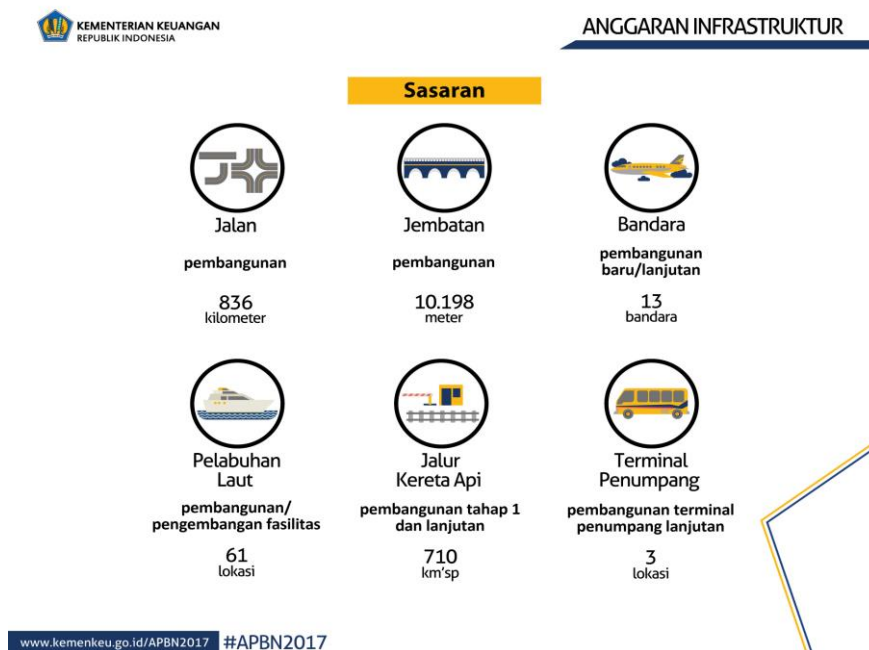 KEMENTERIAN KEUANGAN
REPUBLIK INDONESIA
ANGGARAN INFRASTRUKTUR
Sasaran
Jalan
pembangunan
836
kilometer
Jembatan
pembangunan
10.198
meter
Bandara
pembangunan
baru/lanjutan
13
bandara
Pelabuhan
Laut
pembangunan/
pengembangan fasilitas
61
lokasi
Jalur
Kereta Api
pembangunan tahap 1
dan lanjutan
710
km'sp
Terminal
Penumpang
pembangunan terminal
penumpang lanjutan
3
lokasi
www.kemenkeu.go.id/APBN2017 #APBN2017